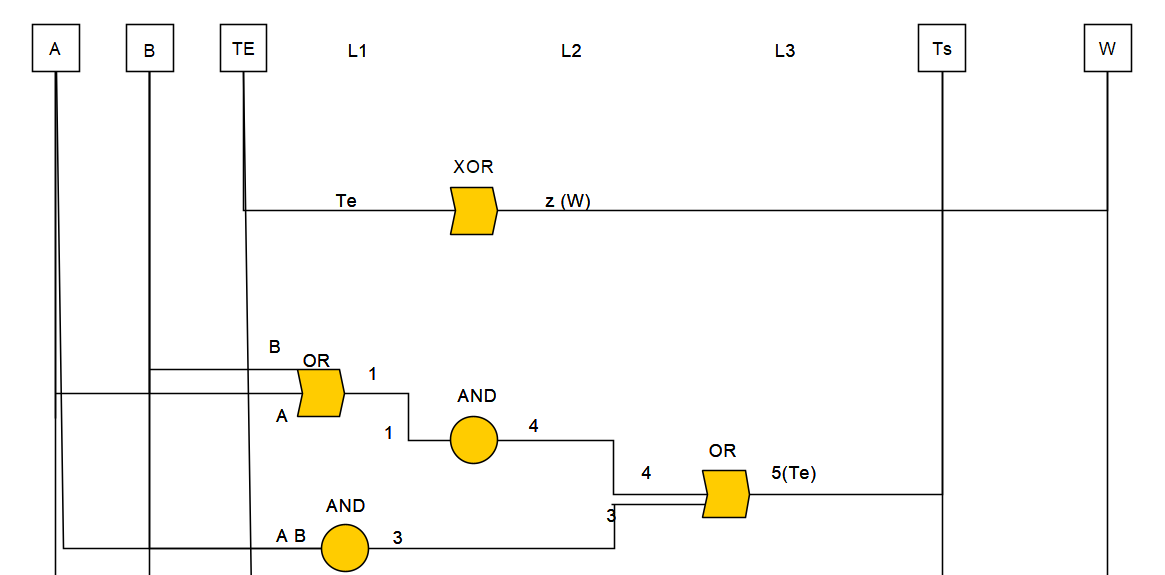 A
B
TE
L1
L2
L3
Ts
W
XOR
Te
z (W)
B
OR
1
A
AND
1
4
OR
4
5(Te)
AND
3
A B
3